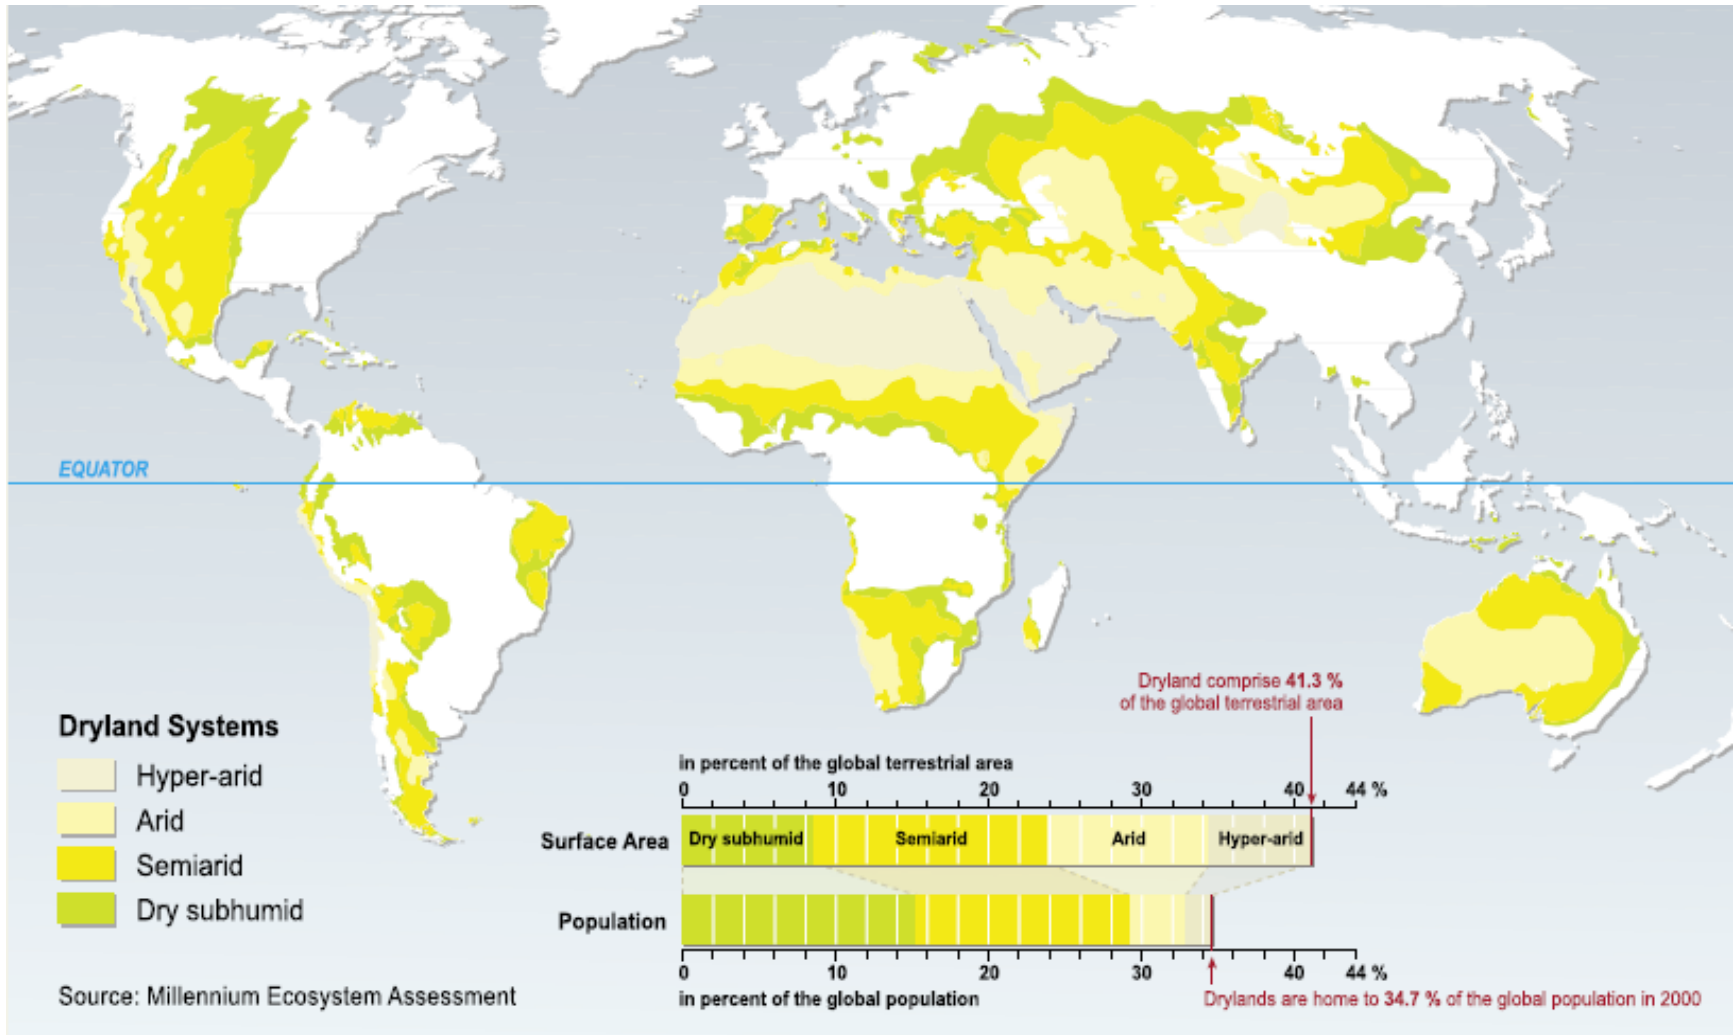 EQUATOR
Dryland comprise 41.3 %
of the global terrestrial area
Dryland Systems
Hyper-arid
Arid
Semiarid
Dry subhumid
Source: Millennium Ecosystem Assessment
in percent of the global terrestrial area
0 10 20 30 40 44 %
Surface Area Dry subhumid Semiarid Arid Hyper-arid
Population
0 10 20 30 40 44 %
in percent of the global population
Drylands are home to 34.7 % of the global population in 2000